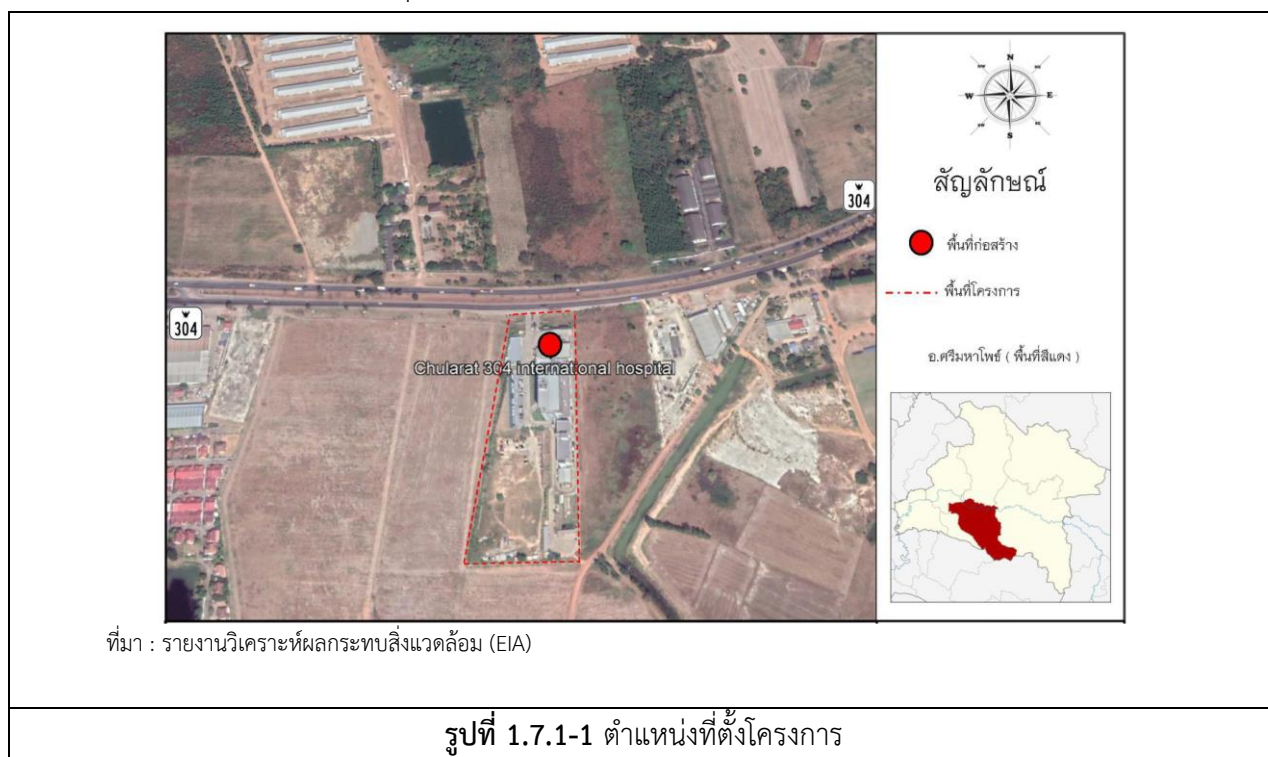 N
W
E
S
304
304
Chularat 304 international hospital
สัญลักษณ์
พื้นที่ก่อสร้าง
พื้นที่โครงการ
อ.ศรีมหาโพธ์ ( พื้นที่สีแดง )
ที่มา : รายงานวิเคราะห์ผลกระทบสิ่งแวดล้อม (EIA)
รูปที่ 1.7.1-1 ตำแหน่งที่ตั้งโครงการ